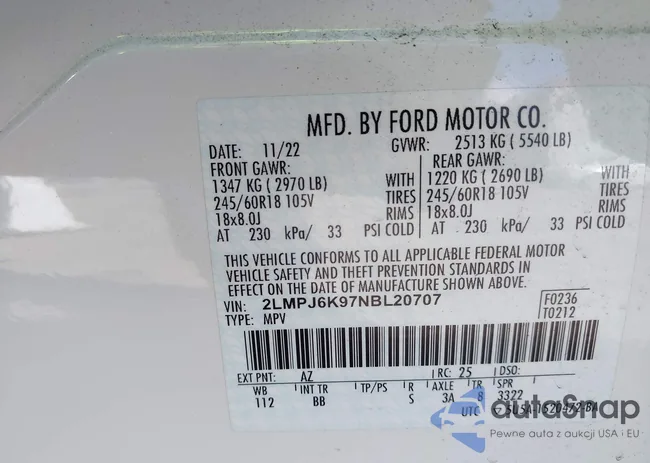 MFD. BY FORD MOTOR CO.
DATE: 11/22 GVWR: 2513 KG ( 5540 LB)
FRONT GAWR: REAR GAWR:
1347 KG ( 2970 LB) WITH 1220 KG ( 2690 LB) WITH
245/60R18 105V TIRES 245/60R18 105V TIRES
18x8.0J RIMS 18x8.0J RIMS
AT 230 kPa/ 33 PSI COLD AT 230 kPa/ 33 PSI COLD
THIS VEHICLE CONFORMS TO ALL APPLICABLE FEDERAL MOTOR
VEHICLE SAFETY AND THEFT PREVENTION STANDARDS IN
EFFECT ON THE DATE OF MANUFACTURE SHOWN ABOVE.
VIN: 2LMPJ6K97NBL20707 F0236
TYPE: MPV T0212
EXT PNT: AZ RC: 25 DSO:
WB INT TR TP/PS R AXLE TR SPR
112 BB S 3A 8 3322
UTC
autoSnap
Pewne auta z aukcji USA i EU